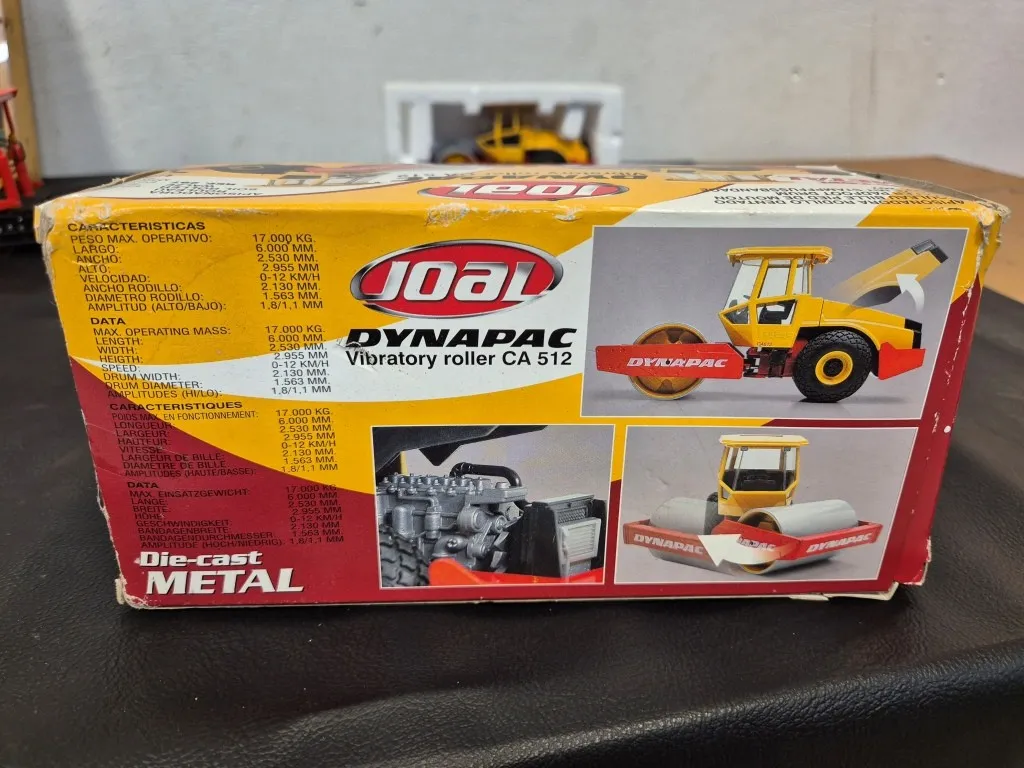 JOAL
CARACTERISTICAS
PESO MAX. OPERATIVO: 17.000 KG.
LARGO: 6.000 MM.
ANCHO: 2.530 MM.
ALTO: 2.955 MM
VELOCIDAD: 0-12 KM/H
ANCHO RODILLO: 2.130 MM.
DIAMETRO RODILLO: 1.563 MM.
AMPLITUD (ALTO/BAJO): 1,8/1,1 MM
DATA
MAX. OPERATING MASS: 17.000 KG.
LENGTH: 6.000 MM.
WIDTH: 2.530 MM.
HEIGTH: 2.955 MM
SPEED: 0-12 KM/H
DRUM WIDTH: 2.130 MM.
DRUM DIAMETER: 1.563 MM.
AMPLITUDES (HI/LO): 1,8/1,1 MM
CARACTERISTIQUES
POIDS MAX. EN FONCTIONNEMENT: 17.000 KG.
LONGUEUR: 6.000 MM.
LARGEUR: 2.530 MM.
HAUTEUR: 2.955 MM
VITESSE: 0-12 KM/H
LARGEUR DE BILLE: 2.130 MM.
DIAMETRE DE BILLE 1.563 MM.
AMPLITUDES (HAUTE/BASSE): 1,8/1,1 MM
DATA
MAX. EINSATZGEWICHT: 17.000 KG.
LANGE: 6.000 MM.
BREITE: 2.530 MM.
HÖHE: 2.955 MM
GESCHWINDIGKEIT: 0-12 KM/H
BANDAGENBREITE: 2.130 MM.
BANDAGENDURCHMESSER: 1.563 MM.
AMPLITUDE (HOCH/NIEDRIG): 1,8/1,1 MM
Die-cast
METAL
JOAL
DYNAPAC
Vibratory roller CA 512
DYNAPAC
DYNAPAC
PAC
DYNAPAC